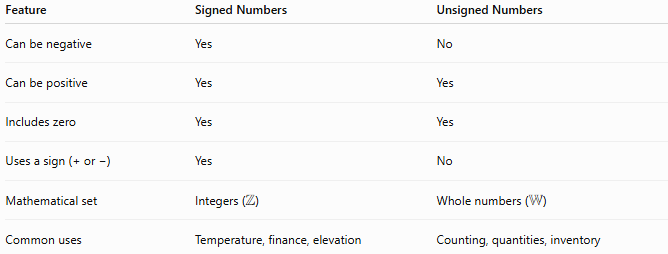 Feature Signed Numbers Unsigned Numbers
Can be negative Yes No
Can be positive Yes Yes
Includes zero Yes Yes
Uses a sign (+ or −) Yes No
Mathematical set Integers (ℤ) Whole numbers (𝕎)
Common uses Temperature, finance, elevation Counting, quantities, inventory